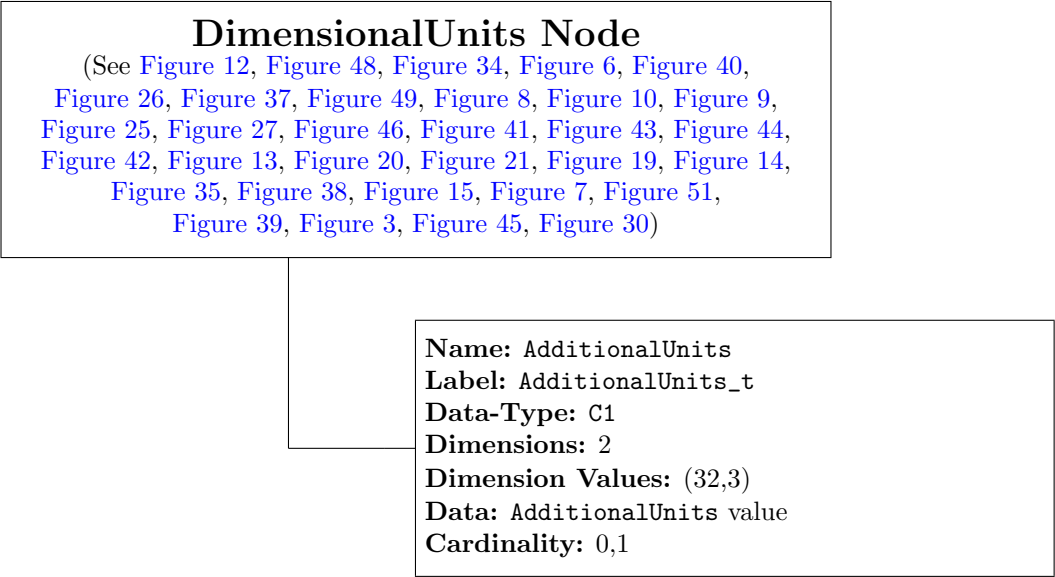 DimensionalUnits Node
(See Figure 12, Figure 48, Figure 34, Figure 6, Figure 40,
Figure 26, Figure 37, Figure 49, Figure 8, Figure 10, Figure 9,
Figure 25, Figure 27, Figure 46, Figure 41, Figure 43, Figure 44,
Figure 42, Figure 13, Figure 20, Figure 21, Figure 19, Figure 14,
Figure 35, Figure 38, Figure 15, Figure 7, Figure 51,
Figure 39, Figure 3, Figure 45, Figure 30)
Name: AdditionalUnits
Label: AdditionalUnits_t
Data-Type: C1
Dimensions: 2
Dimension Values: (32,3)
Data: AdditionalUnits value
Cardinality: 0,1